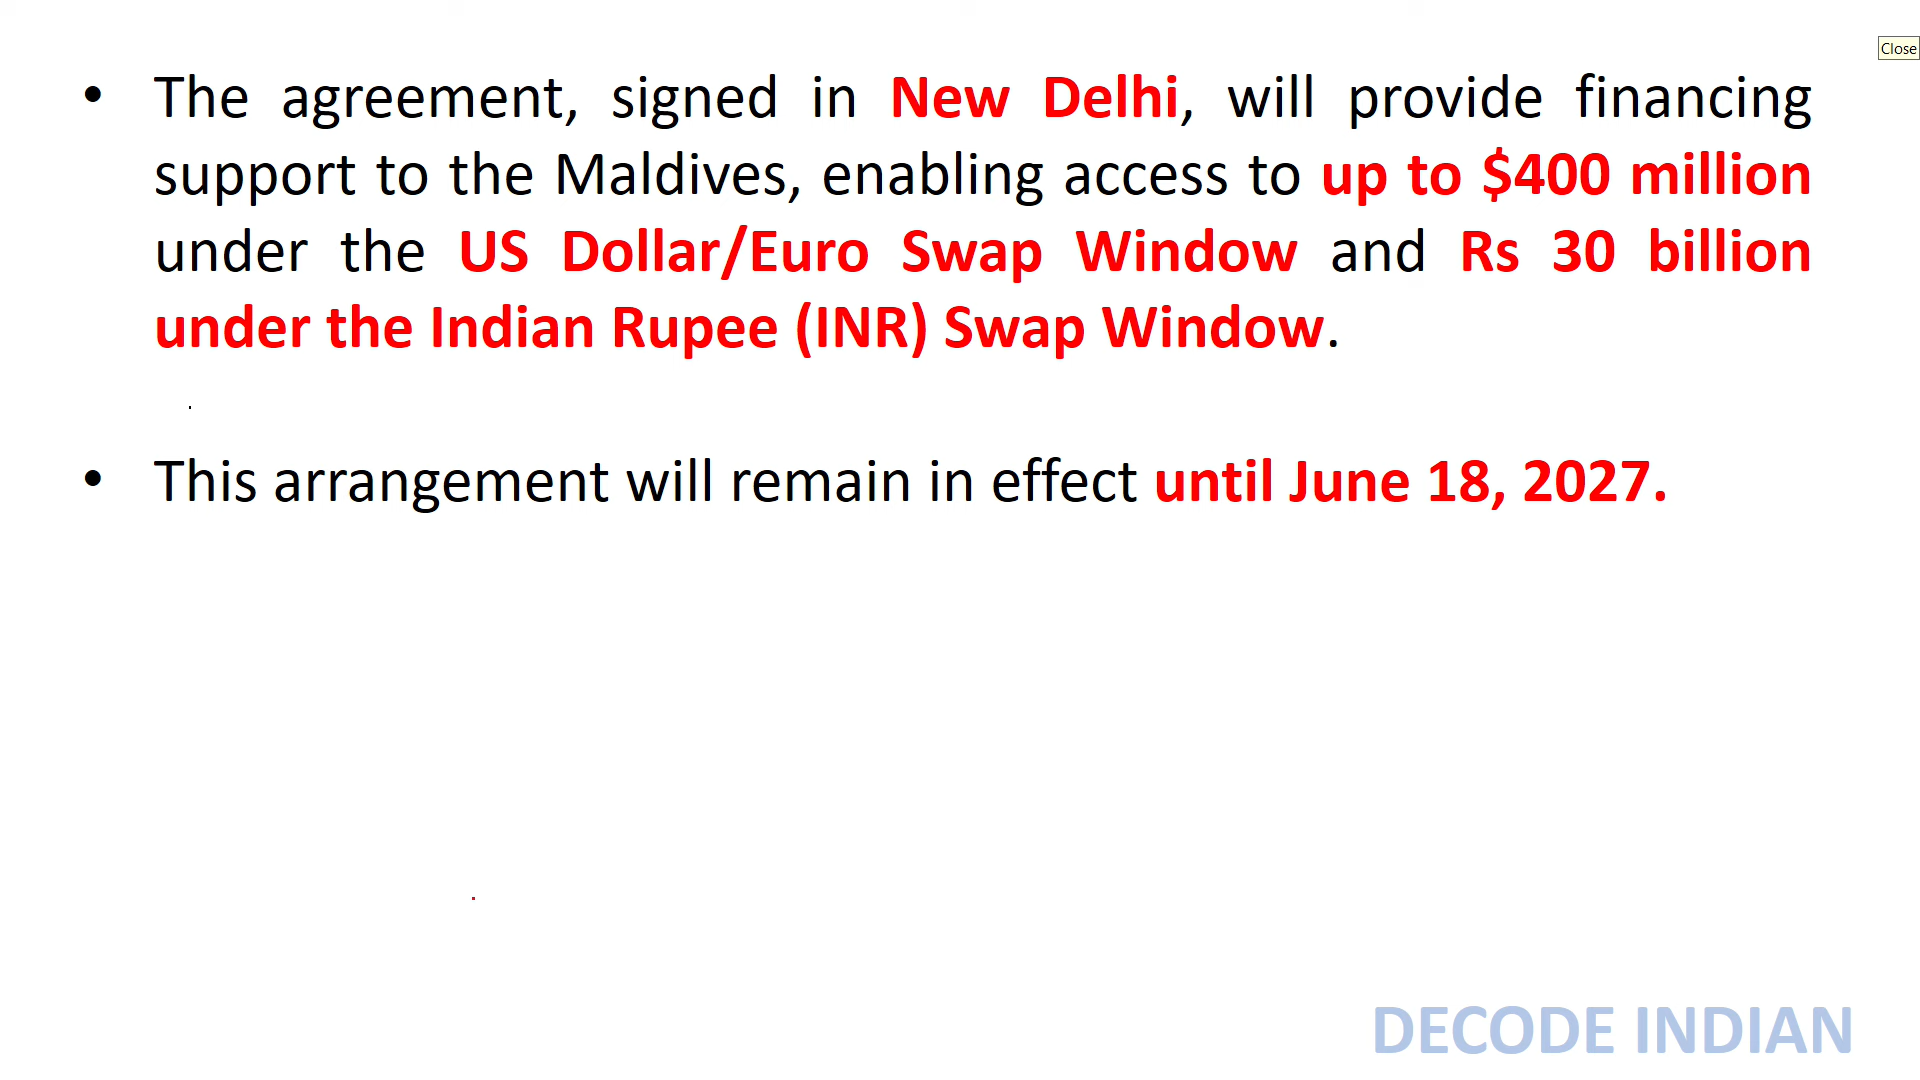 Close
• The agreement, signed in New Delhi, will provide financing
support to the Maldives, enabling access to up to $400 million
under the US Dollar/Euro Swap Window and Rs 30 billion
under the Indian Rupee (INR) Swap Window.
• This arrangement will remain in effect until June 18, 2027.
DECODE INDIAN